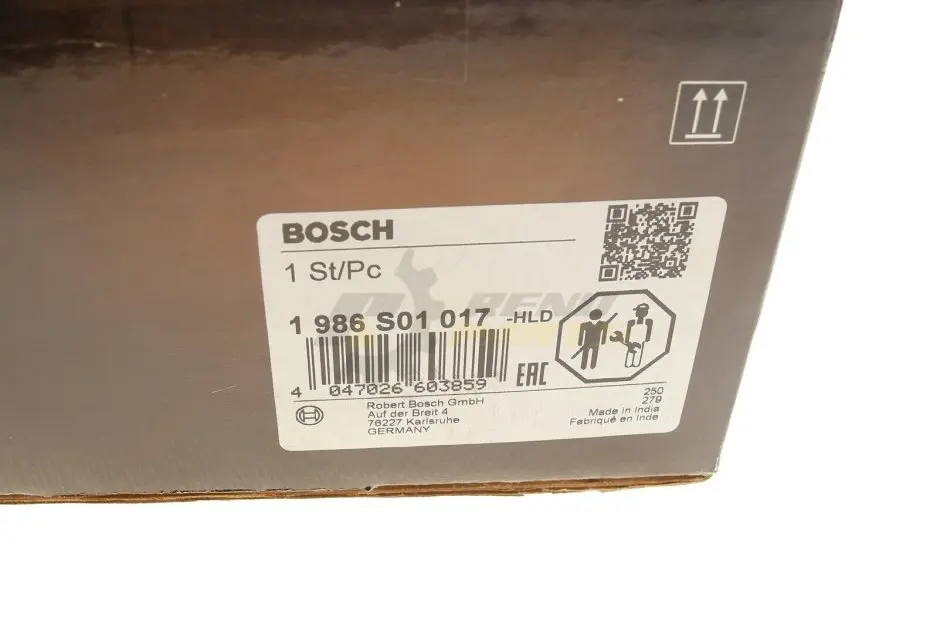 BOSCH
1 St/Pc
1 986 S01 017 -HLD
4 047026 603859
EAC
Robert Bosch GmbH
Auf der Breit 4
76227 Karlsruhe
GERMANY
250
279
Made in India
Fabriqué en Inde